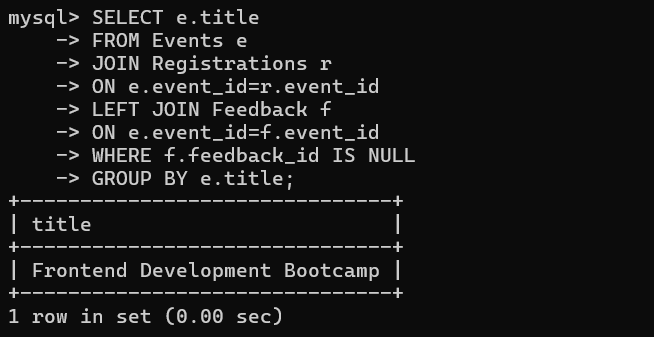 mysql> SELECT e.title
    -> FROM Events e
    -> JOIN Registrations r
    -> ON e.event_id=r.event_id
    -> LEFT JOIN Feedback f
    -> ON e.event_id=f.event_id
    -> WHERE f.feedback_id IS NULL
    -> GROUP BY e.title;
+-------------------------------+
| title                         |
+-------------------------------+
| Frontend Development Bootcamp |
+-------------------------------+
1 row in set (0.00 sec)